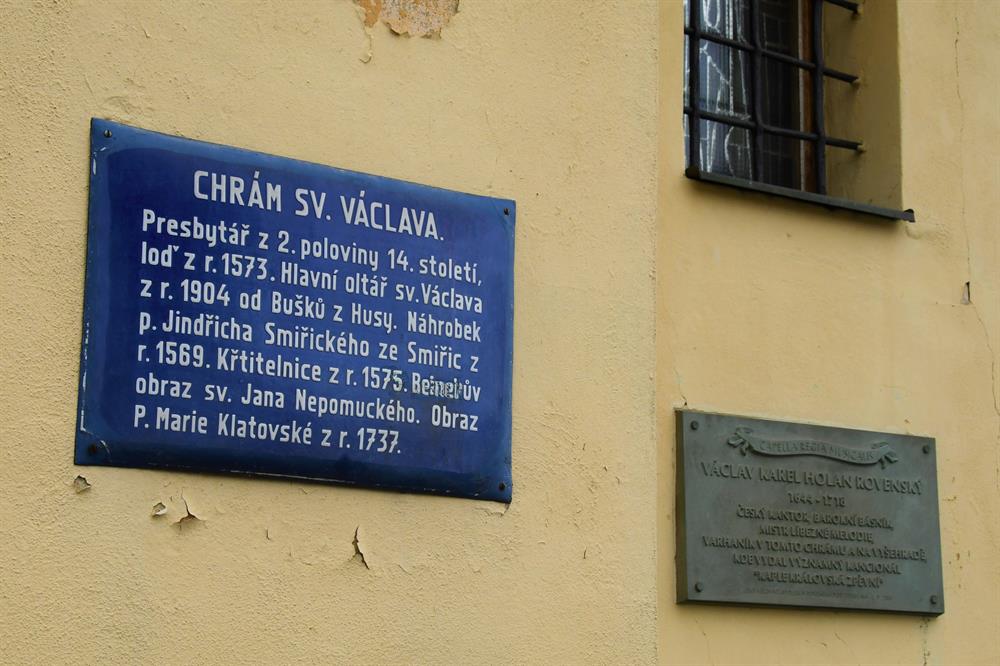 CHRÁM SV. VÁCLAVA.
Presbytář z 2. poloviny 14. století,
loď z r. 1573. Hlavní oltář sv. Václava
z r. 1904 od Bušků z Husy. Náhrobek
p. Jindřicha Smiřického ze Smiřic z
r. 1569. Křtitelnice z r. 1575.
obraz sv. Jana Nepomuckého. Obraz
P. Marie Klatovské z r. 1737.
CAPELLA REGIA MUSICALIS
VÁCLAV KAREL HOLAN ROVENSKÝ
1644 - 1718
ČESKÝ KANTOR, BAROKNÍ BÁSNÍK,
MISTR LÍBEZNÉ MELODIE,
VARHANÍK V TOMTO CHRÁMU A NA VYŠEHRADĚ,
KDE VYDAL VÝZNAMNÝ KANCIONÁL
"KAPLE KRÁLOVSKÁ ZPĚVNÍ"